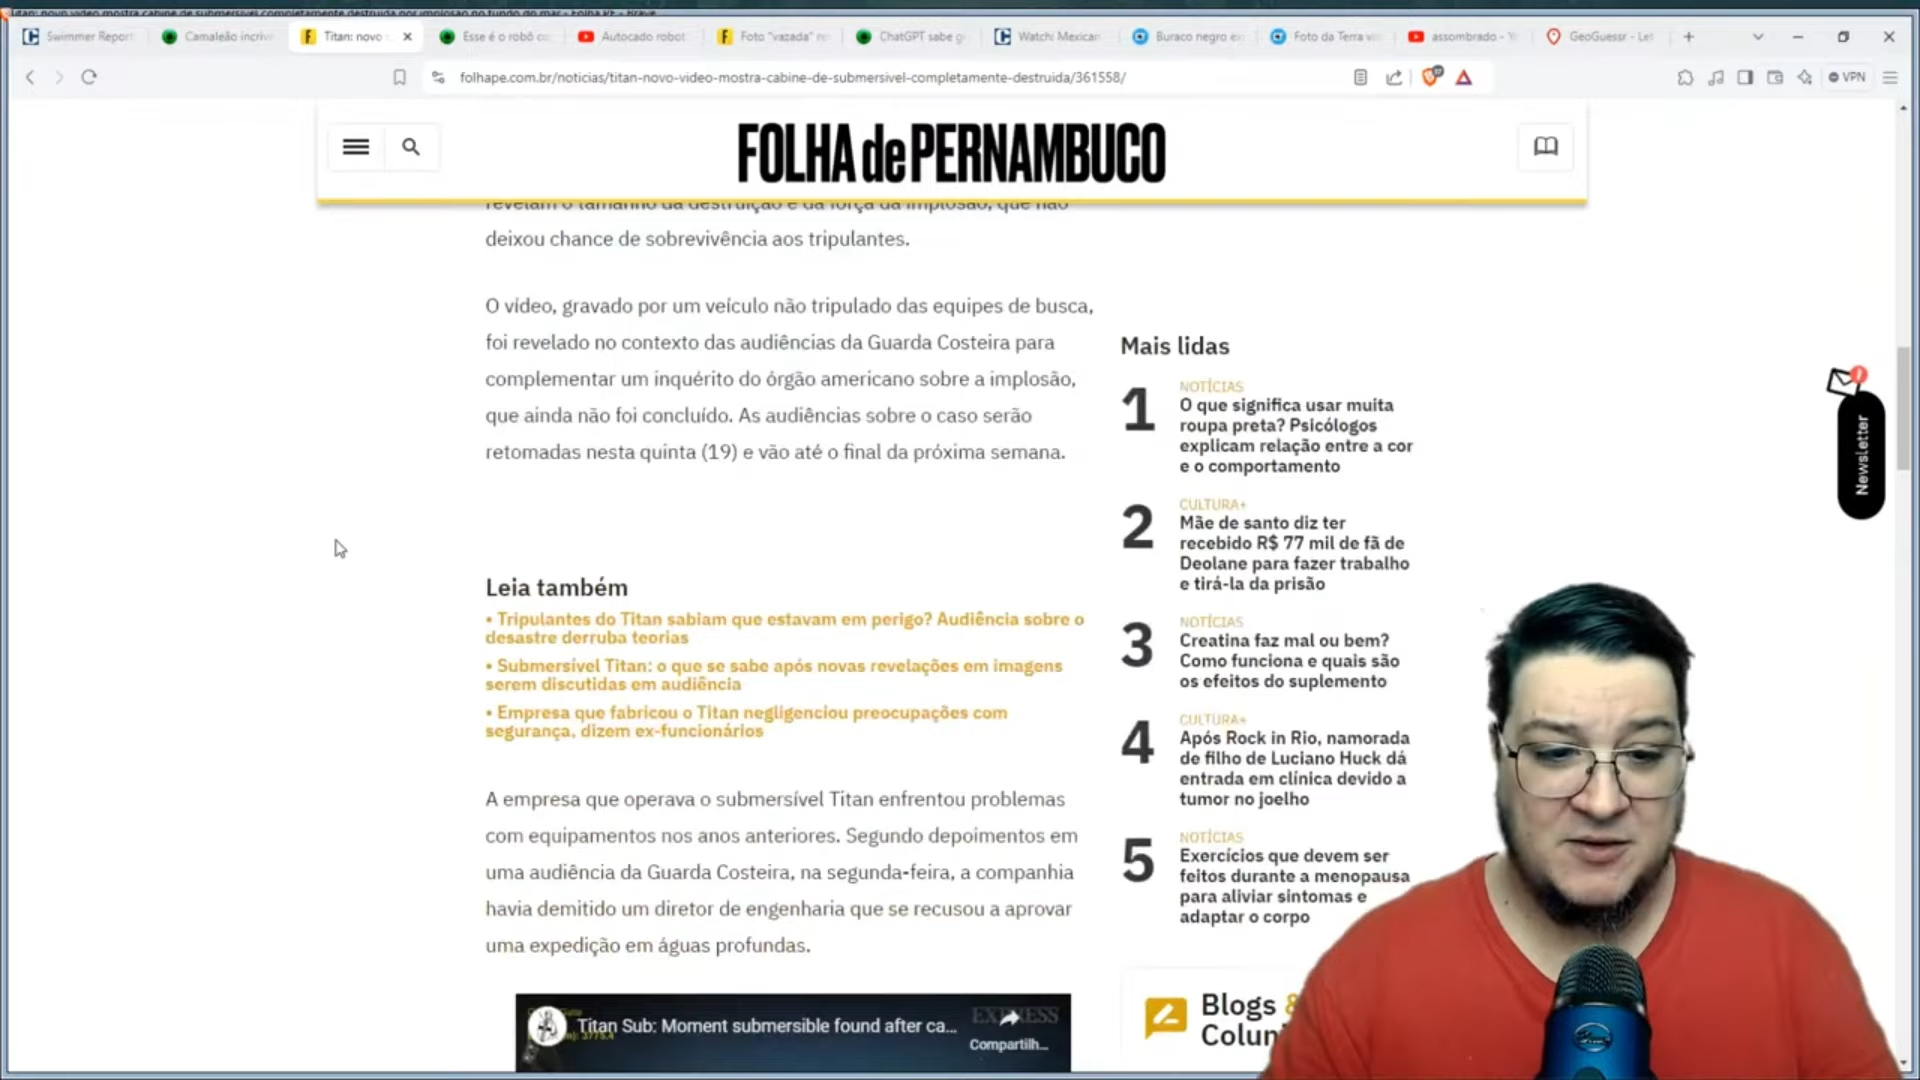 Titan: novo vídeo mostra cabine de submersível completamente destruída por implosão no fundo do mar - Folha PE - Brave
Swimmer Report
Camaleão incrív
Titan: novo
Esse é o robô co
Autocado robot
Foto "vazada" n
ChatGPT sabe g
Watch: Mexican
Buraco negro e
Foto da Terra vi
assombrado - Y
GeoGuessr - Let
folhape.com.br/noticias/titan-novo-video-mostra-cabine-de-submersivel-completamente-destruida/361558/
VPN
FOLHA de PERNAMBUCO
revelam o tamanho da destruição e da força da implosão, que não
deixou chance de sobrevivência aos tripulantes.
O vídeo, gravado por um veículo não tripulado das equipes de busca,
foi revelado no contexto das audiências da Guarda Costeira para
complementar um inquérito do órgão americano sobre a implosão,
que ainda não foi concluído. As audiências sobre o caso serão
retomadas nesta quinta (19) e vão até o final da próxima semana.
Leia também
• Tripulantes do Titan sabiam que estavam em perigo? Audiência sobre o
desastre derruba teorias
• Submersível Titan: o que se sabe após novas revelações em imagens
serem discutidas em audiência
• Empresa que fabricou o Titan negligenciou preocupações com
segurança, dizem ex-funcionários
A empresa que operava o submersível Titan enfrentou problemas
com equipamentos nos anos anteriores. Segundo depoimentos em
uma audiência da Guarda Costeira, na segunda-feira, a companhia
havia demitido um diretor de engenharia que se recusou a aprovar
uma expedição em águas profundas.
Titan Sub: Moment submersible found after ca...
EXPRESS
3775.4
Compartilh...
Mais lidas
1
NOTÍCIAS
O que significa usar muita
roupa preta? Psicólogos
explicam relação entre a cor
e o comportamento
2
CULTURA+
Mãe de santo diz ter
recebido R$ 77 mil de fã de
Deolane para fazer trabalho
e tirá-la da prisão
3
NOTÍCIAS
Creatina faz mal ou bem?
Como funciona e quais são
os efeitos do suplemento
4
CULTURA+
Após Rock in Rio, namorada
de filho de Luciano Huck dá
entrada em clínica devido a
tumor no joelho
5
NOTÍCIAS
Exercícios que devem ser
feitos durante a menopausa
para aliviar sintomas e
adaptar o corpo
Blogs &
Colun
Newsletter